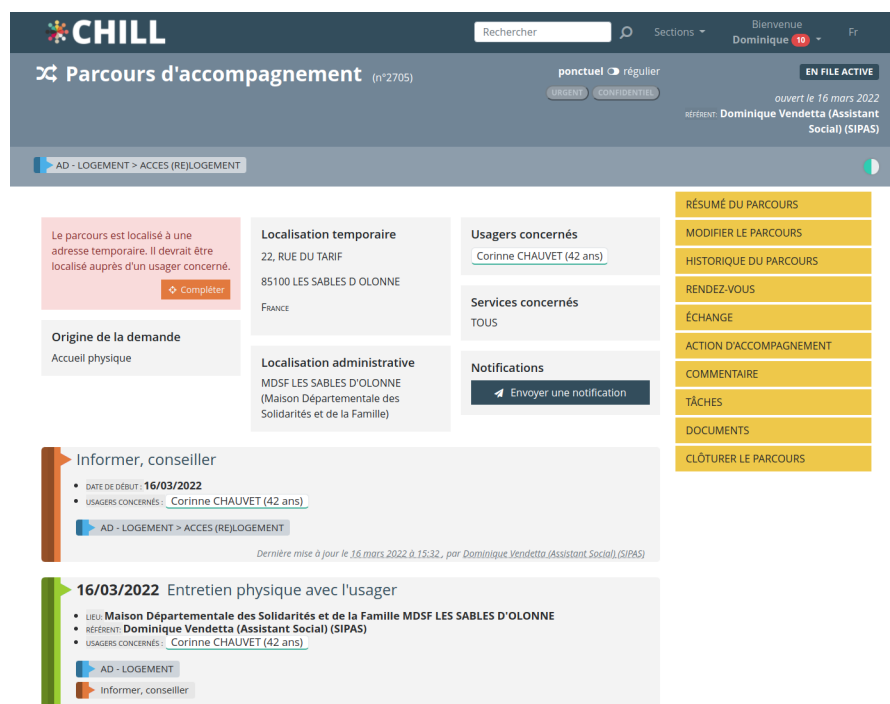 CHILL
Rechercher
Sections
Bienvenue
Dominique 10
Fr
Parcours d'accompagnement (n°2705)
ponctuel régulier
URGENT CONFIDENTIEL
EN FILE ACTIVE
ouvert le 16 mars 2022
RÉFÉRENT: Dominique Vendetta (Assistant
Social) (SIPAS)
AD - LOGEMENT > ACCES (RE)LOGEMENT
Le parcours est localisé à une
adresse temporaire. Il devrait être
localisé auprès d'un usager concerné.
Compléter
Origine de la demande
Accueil physique
Localisation temporaire
22, RUE DU TARIF
85100 LES SABLES D OLONNE
FRANCE
Localisation administrative
MDSF LES SABLES D'OLONNE
(Maison Départementale des
Solidarités et de la Famille)
Usagers concernés
Corinne CHAUVET (42 ans)
Services concernés
TOUS
Notifications
Envoyer une notification
RÉSUMÉ DU PARCOURS
MODIFIER LE PARCOURS
HISTORIQUE DU PARCOURS
RENDEZ-VOUS
ÉCHANGE
ACTION D'ACCOMPAGNEMENT
COMMENTAIRE
TÂCHES
DOCUMENTS
CLÔTURER LE PARCOURS
Informer, conseiller
DATE DE DÉBUT : 16/03/2022
USAGERS CONCERNÉS : Corinne CHAUVET (42 ans)
AD - LOGEMENT > ACCES (RE)LOGEMENT
Dernière mise à jour le 16 mars 2022 à 15:32 , par Dominique Vendetta (Assistant Social) (SIPAS)
16/03/2022 Entretien physique avec l'usager
LIEU: Maison Départementale des Solidarités et de la Famille MDSF LES SABLES D'OLONNE
RÉFÉRENT: Dominique Vendetta (Assistant Social) (SIPAS)
USAGERS CONCERNÉS : Corinne CHAUVET (42 ans)
AD - LOGEMENT
Informer, conseiller